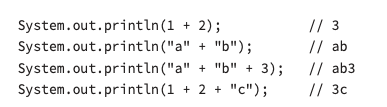 System.out.println(1 + 2);           // 3
System.out.println("a" + "b");       // ab
System.out.println("a" + "b" + 3);   // ab3
System.out.println(1 + 2 + "c");     // 3c